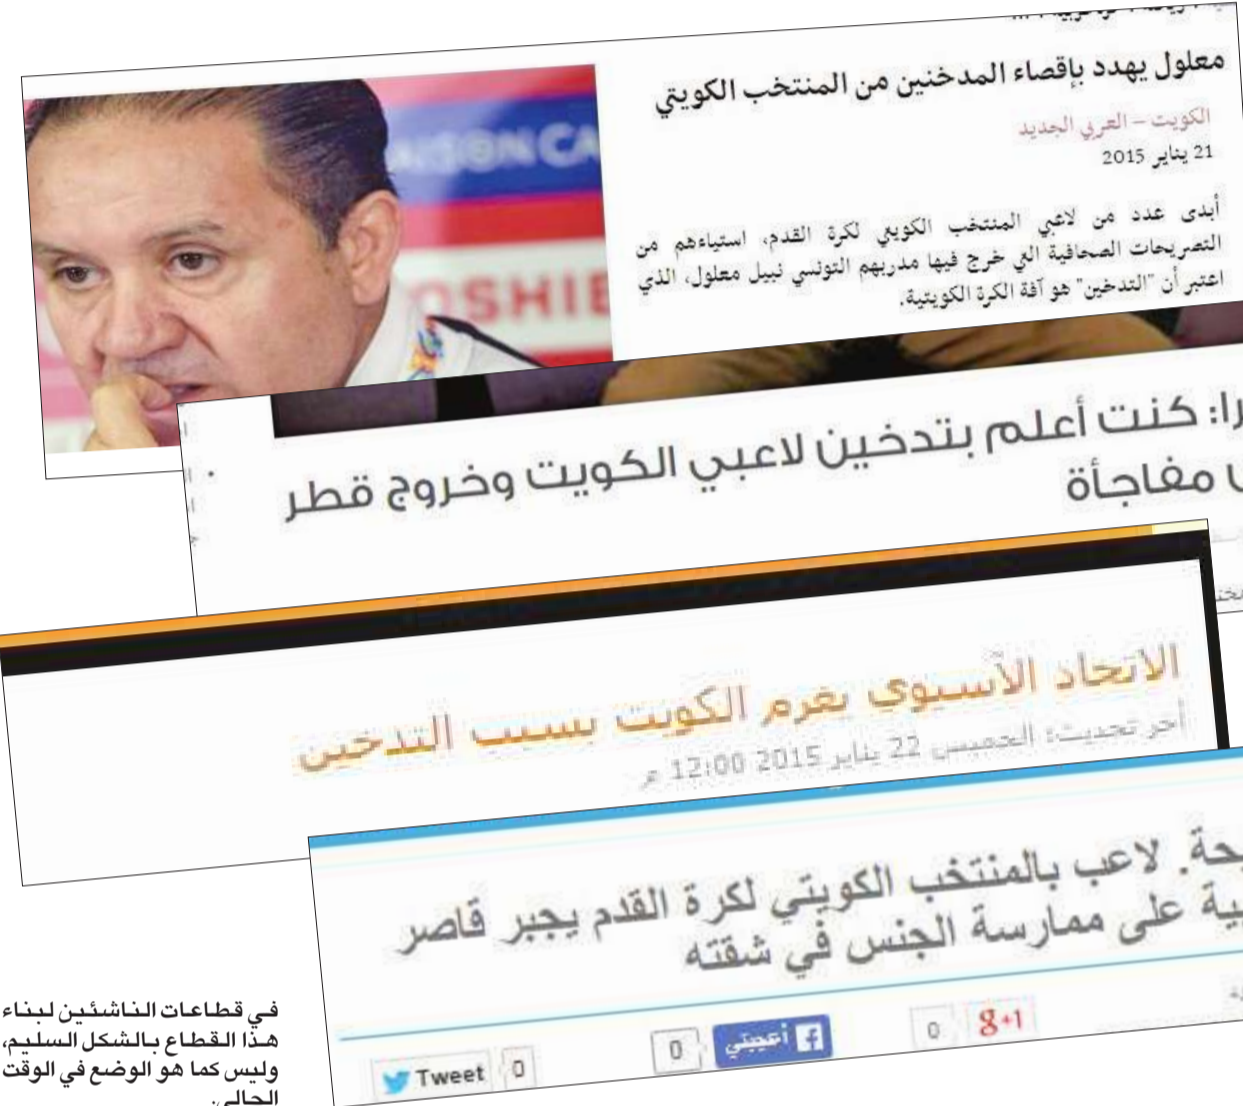 معلول يهدد بإقصاء المدخنين من المنتخب الكويتي
الكويت – العربي الجديد
21 يناير 2015
أبدى عدد من لاعبي المنتخب الكويتي لكرة القدم، استياءهم من
التصريحات الصحافية التي خرج فيها مدربهم التونسي نبيل معلول، الذي
اعتبر أن "التدخين" هو آفة الكرة الكويتية.
كنت أعلم بتدخين لاعبي الكويت وخروج قطر
مفاجأة
الاتحاد الآسيوي يغرم الكويت بسبب التدخين
آخر تحديث: الخميس 22 يناير 2015 12:00 م
لاعب بالمنتخب الكويتي لكرة القدم يجبر قاصر
على ممارسة الجنس في شقته
Tweet 0
0 أعجبني
0 g+1
في قطاعات الناشئين لبناء
هذا القطاع بالشكل السليم،
وليس كما هو الوضع في الوقت
الحالي.